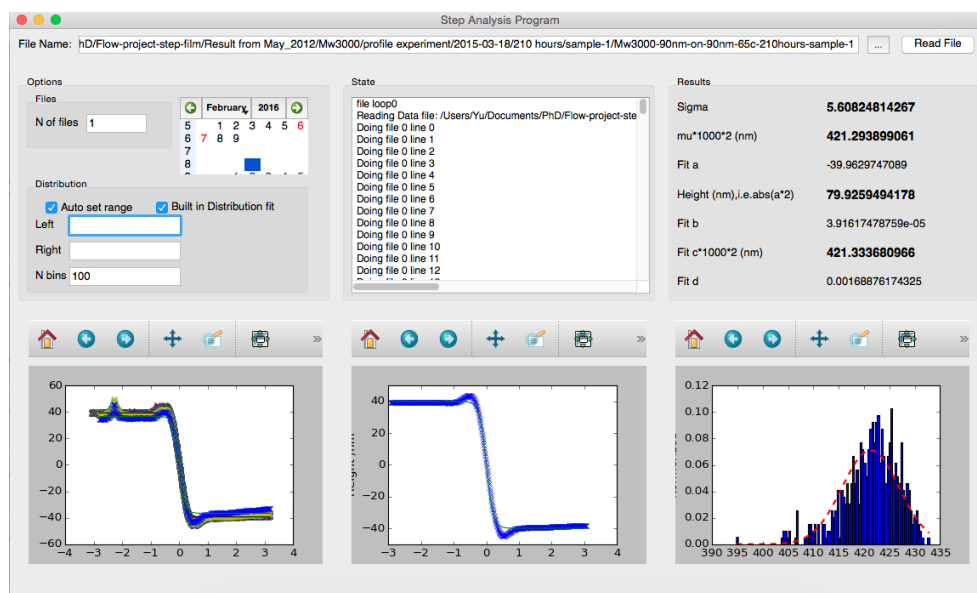 Step Analysis Program
File Name: hD/Flow-project-step-film/Result from May_2012/Mw3000/profile experiment/2015-03-18/210 hours/sample-1/Mw3000-90nm-on-90nm-65c-210hours-sample-1 ... Read File
Options
Files
N of files 1
February, 2016
5 1 2 3 4 5 6
6 7 8 9
7
8
Distribution
Auto set range Built in Distribution fit
Left
Right
N bins 100
State
file loop0
Reading Data file: /Users/Yu/Documents/PhD/Flow-project-ste
Doing file 0 line 0
Doing file 0 line 1
Doing file 0 line 2
Doing file 0 line 3
Doing file 0 line 4
Doing file 0 line 5
Doing file 0 line 6
Doing file 0 line 7
Doing file 0 line 8
Doing file 0 line 9
Doing file 0 line 10
Doing file 0 line 11
Doing file 0 line 12
Results
Sigma 5.60824814267
mu*1000*2 (nm) 421.293899061
Fit a -39.9629747089
Height (nm),i.e.abs(a*2) 79.9259494178
Fit b 3.91617478759e-05
Fit c*1000*2 (nm) 421.333680966
Fit d 0.00168876174325
» 
»
»
60
40
20
0
−20
−40
−60
−4 −3 −2 −1 0 1 2 3 4
40
20
0
−20
−40
−3 −2 −1 0 1 2 3 4
0.12
0.10
0.08
0.06
0.04
0.02
0.00
390 395 400 405 410 415 420 425 430 435